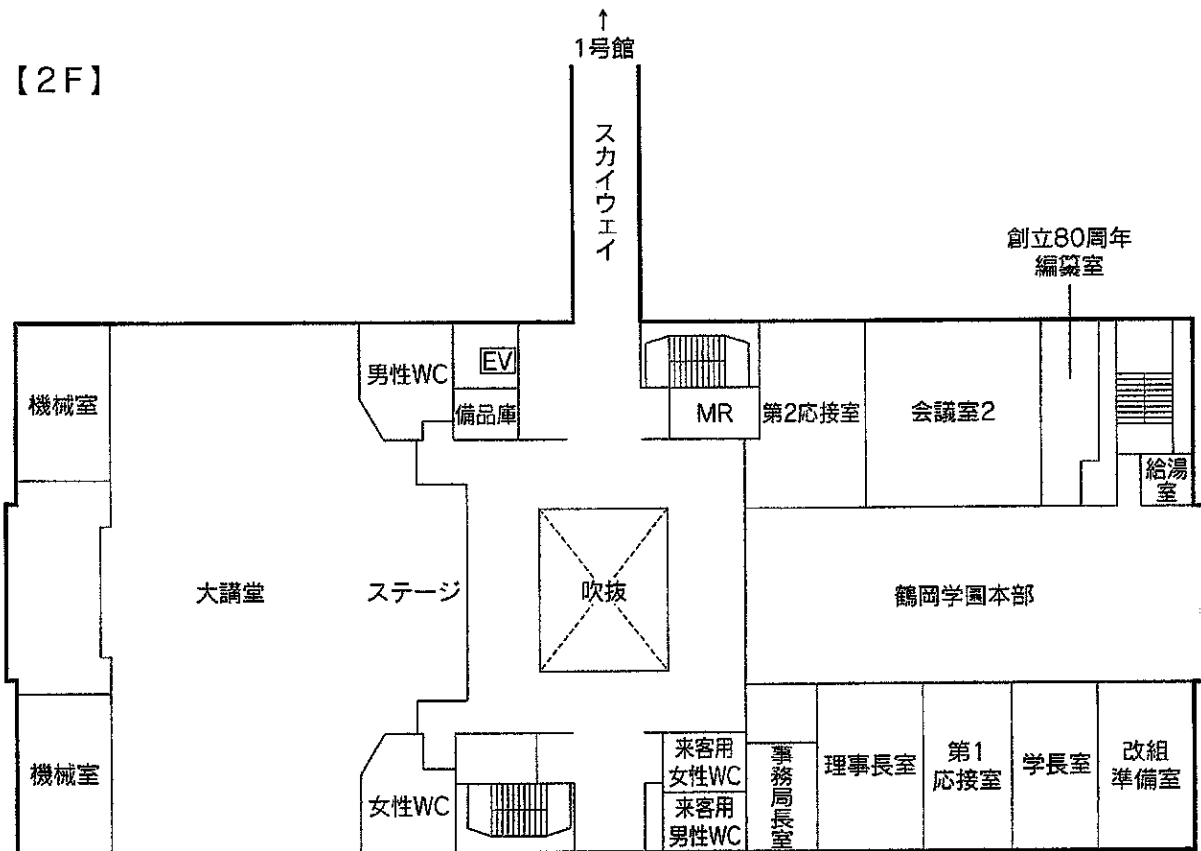 ↑
1号館
【2F】
スカイウェイ
創立80周年
編纂室
男性WC
EV
備品庫
機械室
MR
第2応接室
会議室2
給湯
室
大講堂
ステージ
吹抜
鶴岡学園本部
機械室
女性WC
来客用
女性WC
来客用
男性WC
事務局長室
理事長室
第1
応接室
学長室
改組
準備室